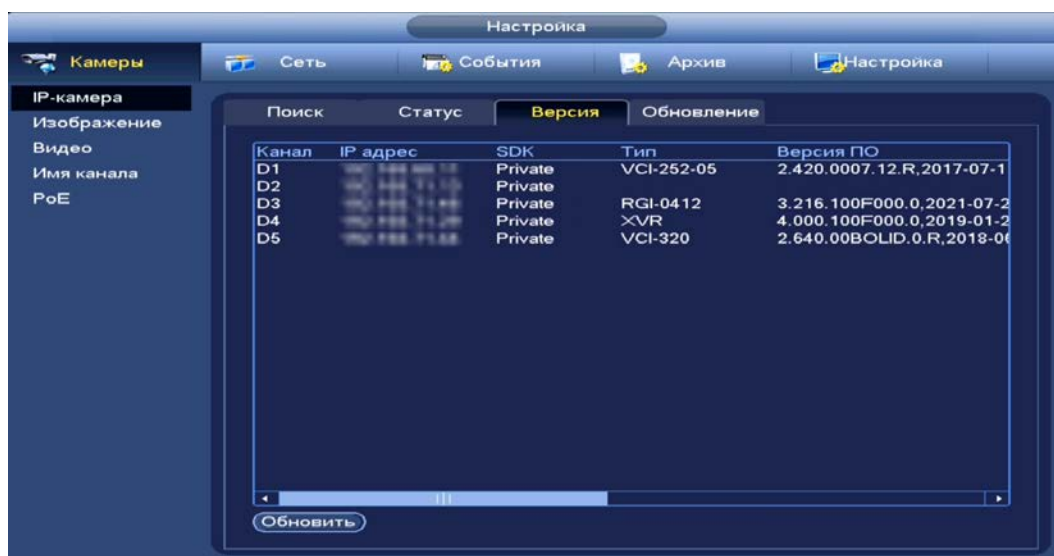 Настройка
Камеры Сеть События Архив Настройка
IP-камера
Изображение
Видео
Имя канала
PoE
Поиск Статус Версия Обновление
Канал IP адрес SDK Тип Версия ПО
D1 Private VCI-252-05 2.420.0007.12.R,2017-07-1
D2 Private
D3 Private RGI-0412 3.216.100F000.0,2021-07-2
D4 Private XVR 4.000.100F000.0,2019-01-2
D5 Private VCI-320 2.640.00BOLID.0.R,2018-0
Обновить